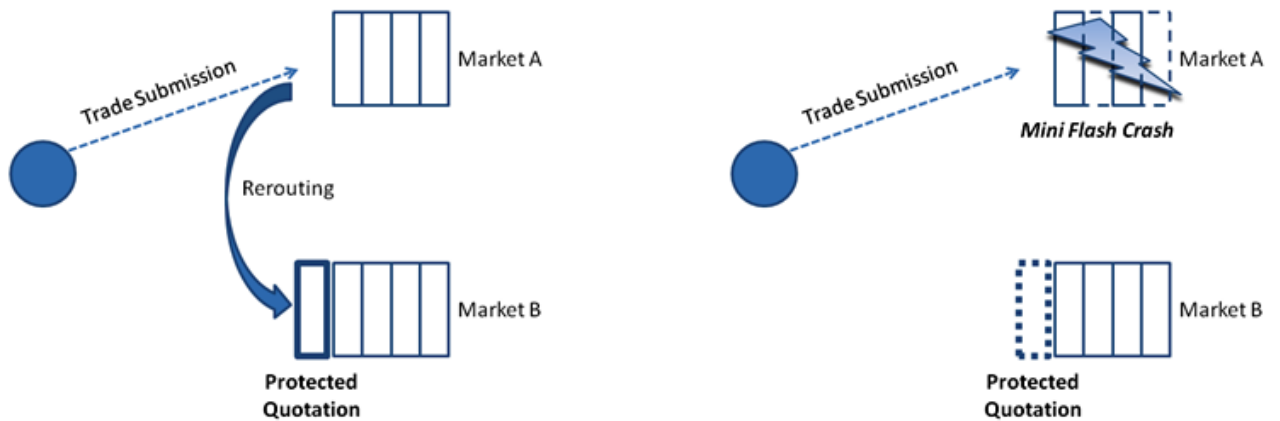 Trade Submission
Market A
Rerouting
Market B
Protected
Quotation
Trade Submission
Market A
Mini Flash Crash
Market B
Protected
Quotation